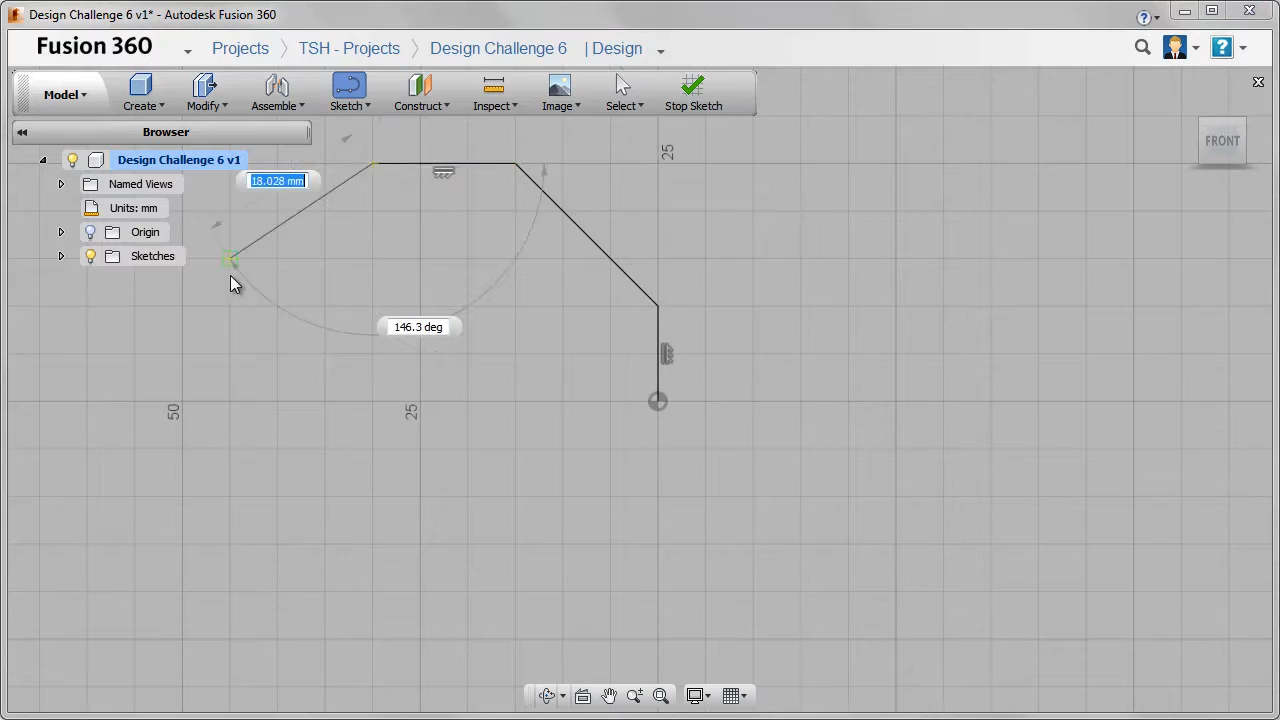 Design Challenge 6 v1* - Autodesk Fusion 360
Fusion 360 Projects TSH - Projects Design Challenge 6 | Design
Model Create Modify Assemble Sketch Construct Inspect Image Select Stop Sketch
Browser
Design Challenge 6 v1
Named Views
Units: mm
Origin
Sketches
18.028 mm
146.3 deg
25
50
25
FRONT